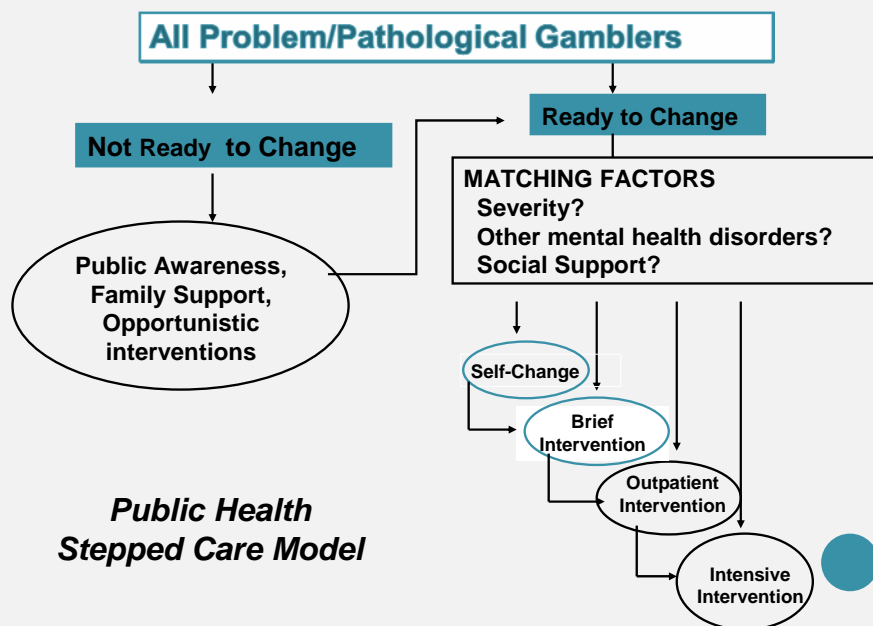 All Problem/Pathological Gamblers
Not Ready to Change
Ready to Change
Public Awareness,
Family Support,
Opportunistic
interventions
MATCHING FACTORS
Severity?
Other mental health disorders?
Social Support?
Self-Change
Brief
Intervention
Outpatient
Intervention
Intensive
Intervention
Public Health
Stepped Care Model